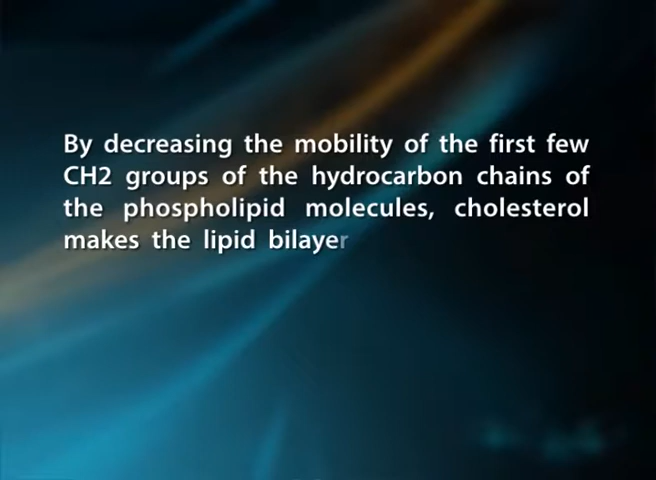 By decreasing the mobility of the first few
CH2 groups of the hydrocarbon chains of
the phospholipid molecules, cholesterol
makes the lipid bilayer